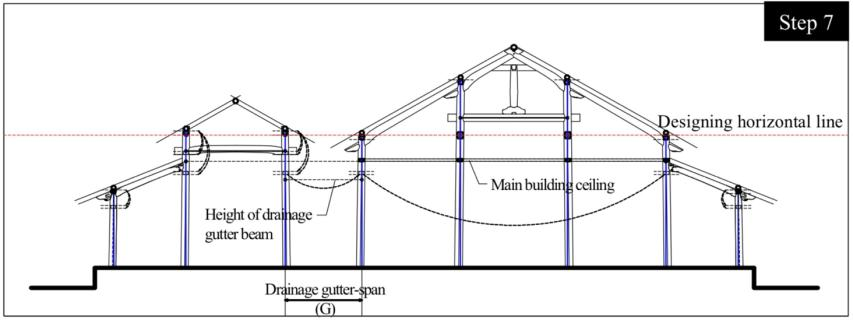 Step 7
Designing horizontal line
Main building ceiling
Height of drainage
gutter beam
Drainage gutter-span
(G)